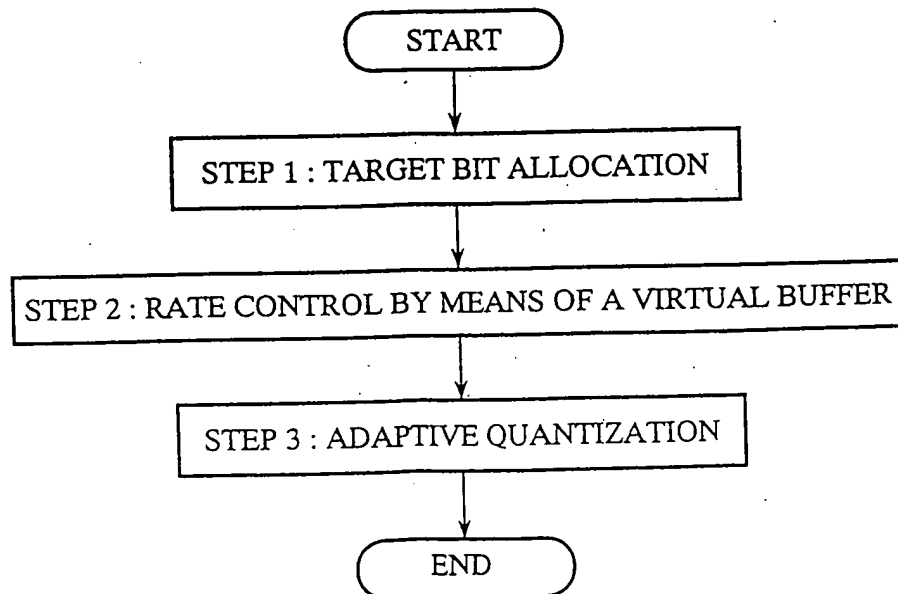 START
STEP 1 : TARGET BIT ALLOCATION
STEP 2 : RATE CONTROL BY MEANS OF A VIRTUAL BUFFER
STEP 3 : ADAPTIVE QUANTIZATION
END